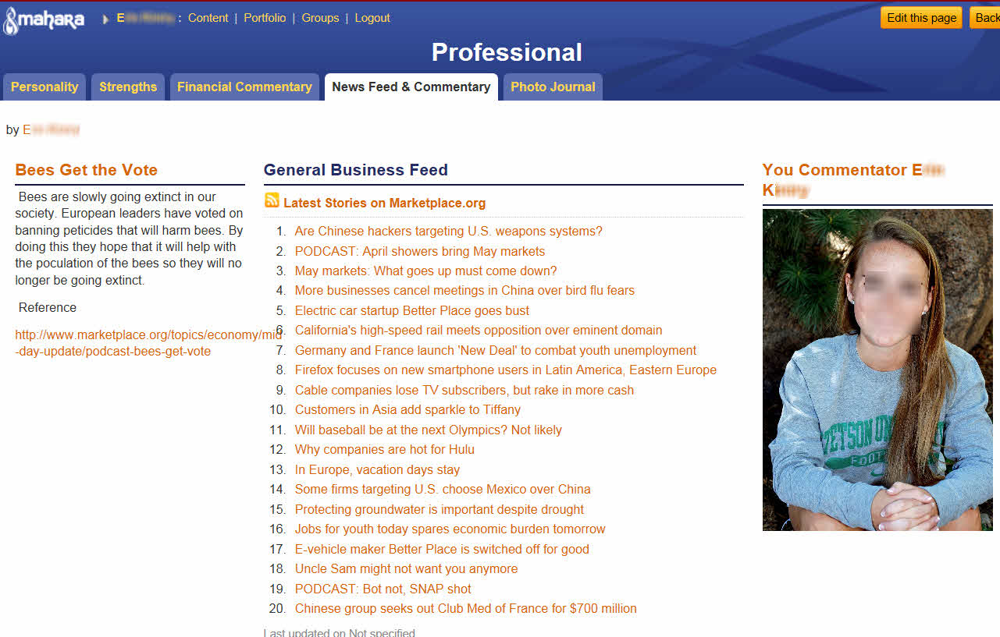 mahara
E : Content | Portfolio | Groups | Logout
Edit this page
Back
Professional
Personality
Strengths
Financial Commentary
News Feed & Commentary
Photo Journal
by E
Bees Get the Vote
Bees are slowly going extinct in our
society. European leaders have voted on
banning peticides that will harm bees. By
doing this they hope that it will help with
the poculation of the bees so they will no
longer be going extinct.
Reference
http://www.marketplace.org/topics/economy/mid
-day-update/podcast-bees-get-vote
General Business Feed
Latest Stories on Marketplace.org
1. Are Chinese hackers targeting U.S. weapons systems?
2. PODCAST: April showers bring May markets
3. May markets: What goes up must come down?
4. More businesses cancel meetings in China over bird flu fears
5. Electric car startup Better Place goes bust
6. California's high-speed rail meets opposition over eminent domain
7. Germany and France launch 'New Deal' to combat youth unemployment
8. Firefox focuses on new smartphone users in Latin America, Eastern Europe
9. Cable companies lose TV subscribers, but rake in more cash
10. Customers in Asia add sparkle to Tiffany
11. Will baseball be at the next Olympics? Not likely
12. Why companies are hot for Hulu
13. In Europe, vacation days stay
14. Some firms targeting U.S. choose Mexico over China
15. Protecting groundwater is important despite drought
16. Jobs for youth today spares economic burden tomorrow
17. E-vehicle maker Better Place is switched off for good
18. Uncle Sam might not want you anymore
19. PODCAST: Bot not, SNAP shot
20. Chinese group seeks out Club Med of France for $700 million
Last updated on Not specified
You Commentator E
K
STETSON UN
FOOT